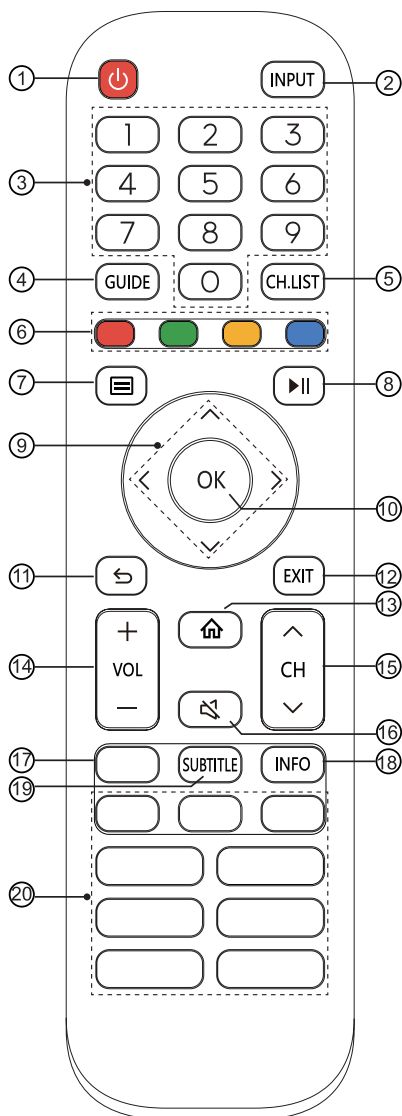 ① INPUT ②
1 2 3
③ 4 5 6
7 8 9
④ GUIDE 0 CH.LIST ⑤
⑥
⑦ ⑧
⑨
OK
⑩
⑪ EXIT ⑫
⑬
+
⑭ VOL CH ⑮
—
⑯
⑰ SUBTITLE INFO ⑱
⑲
⑳